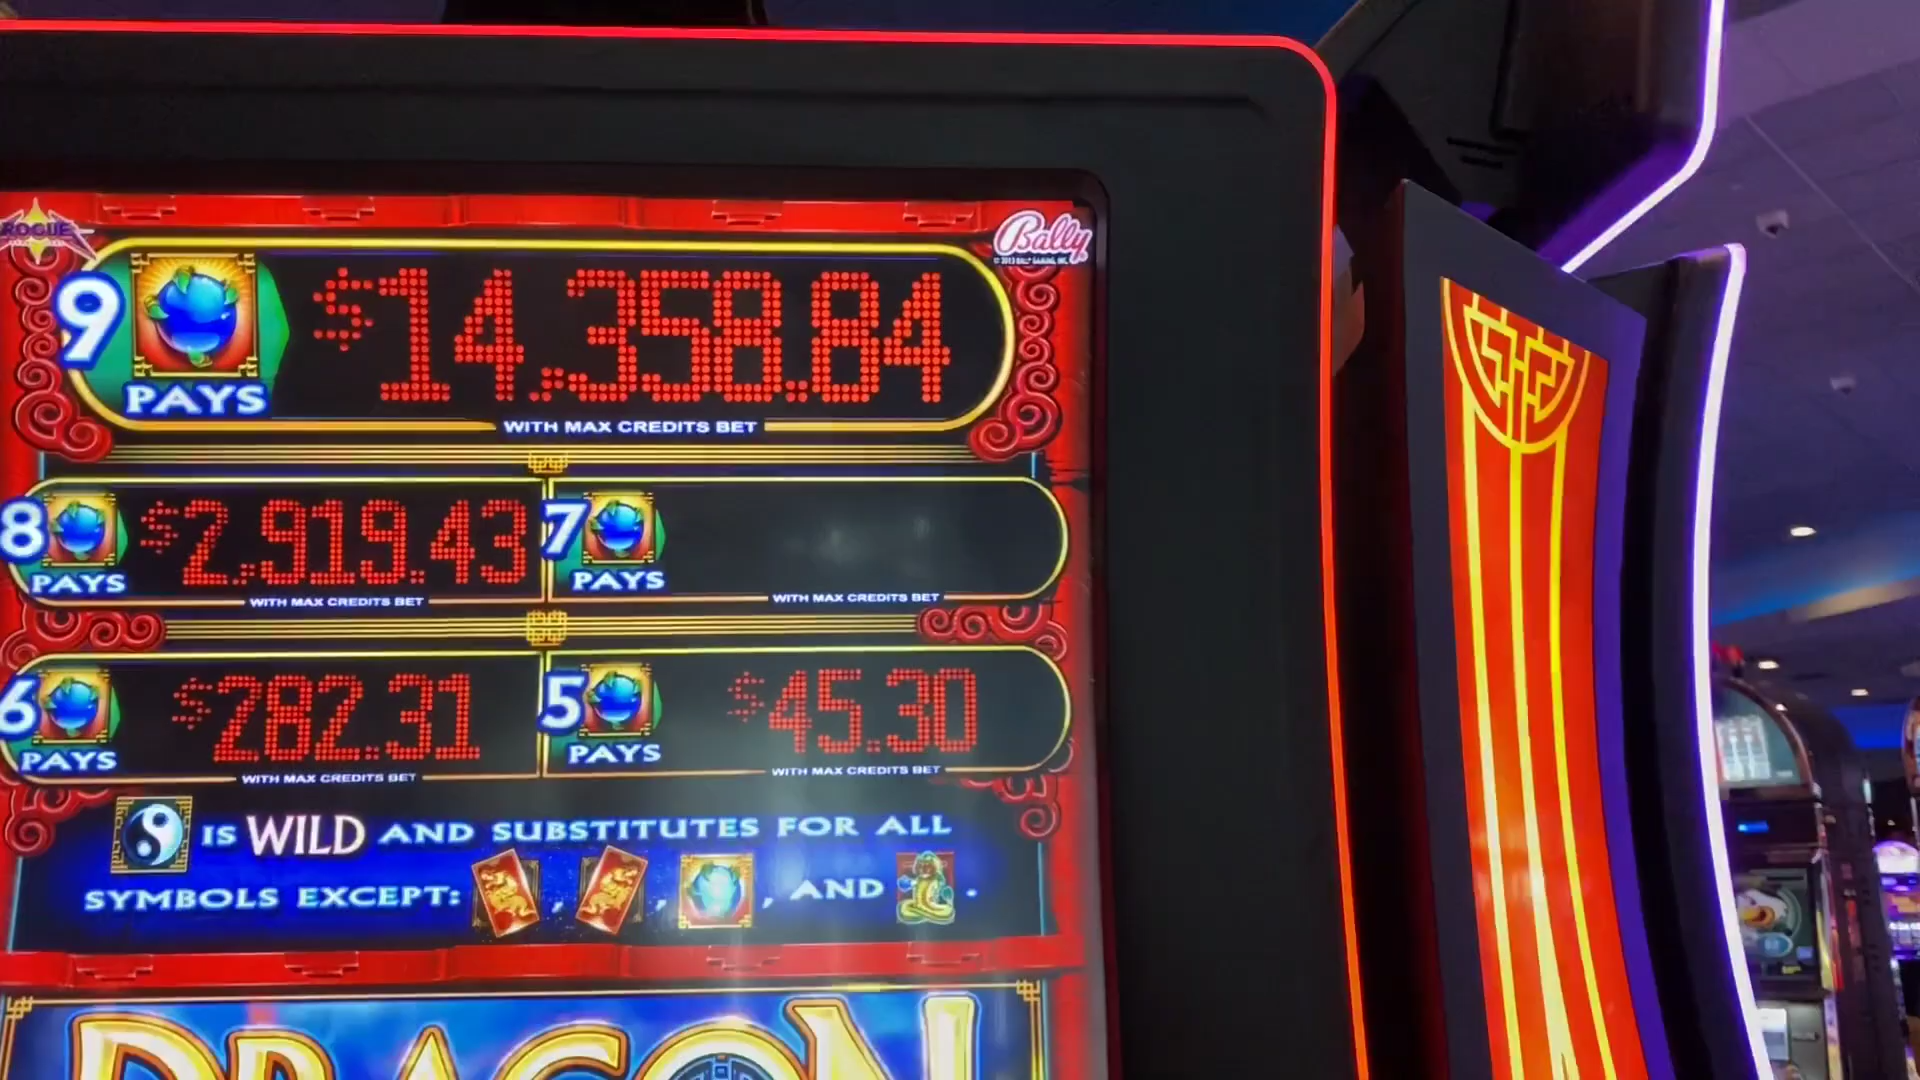 ROGUE
Bally
9
$14,358.84
PAYS
WITH MAX CREDITS BET
8
$2,919.43
PAYS
WITH MAX CREDITS BET
7
PAYS
WITH MAX CREDITS BET
6
$282.31
PAYS
WITH MAX CREDITS BET
5
$45.30
PAYS
WITH MAX CREDITS BET
IS WILD AND SUBSTITUTES FOR ALL
SYMBOLS EXCEPT: , , , AND .
DRAGON